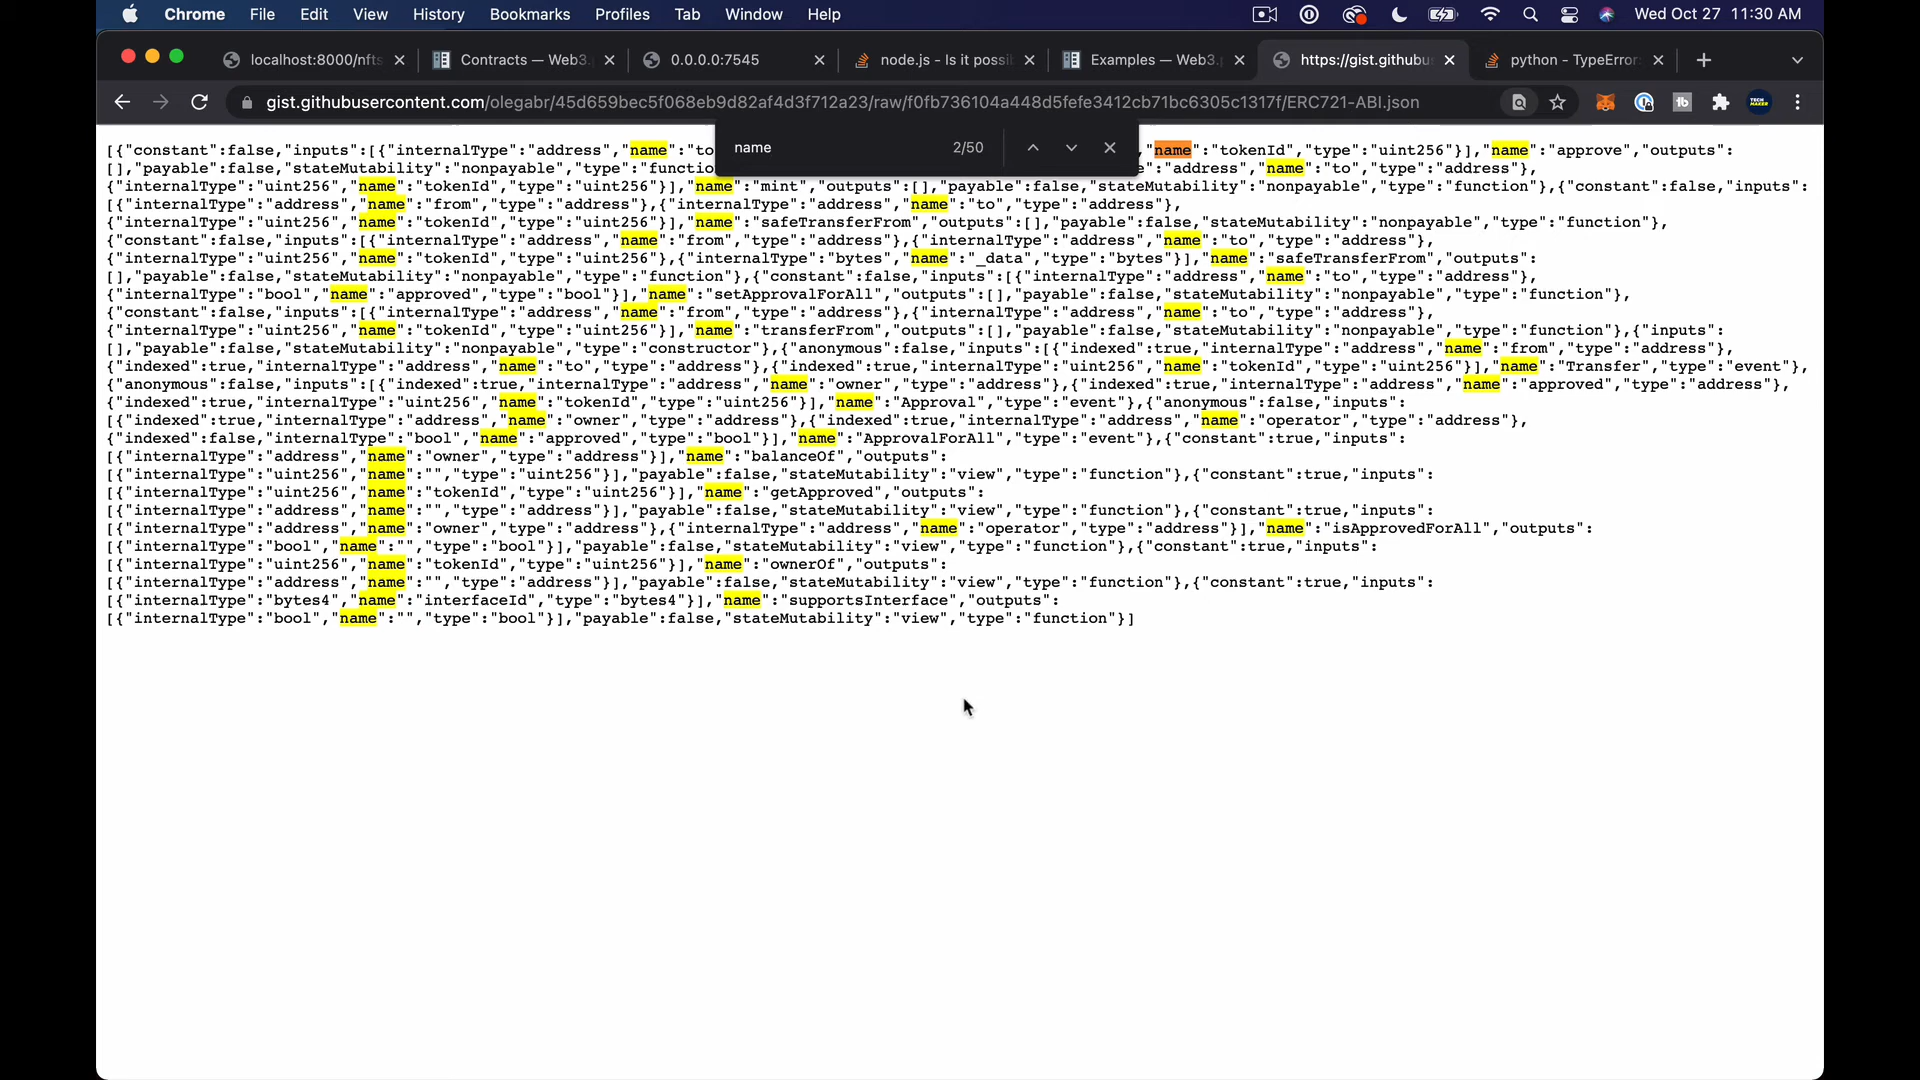 Chrome File Edit View History Bookmarks Profiles Tab Window Help Wed Oct 27 11:30 AM
localhost:8000/nfts Contracts — Web3. 0.0.0.0:7545 node.js - Is it possi Examples — Web3.p https://gist.githubus python - TypeError:
gist.githubusercontent.com/olegabr/45d659bec5f068eb9d82af4d3f712a23/raw/f0fb736104a448d5fefe3412cb71bc6305c1317f/ERC721-ABI.json
name 2/50
[{"constant":false,"inputs":[{"internalType":"address","name":"to ,"name":"tokenId","type":"uint256"}],"name":"approve","outputs":
[],"payable":false,"stateMutability":"nonpayable","type":"functio e":"address","name":"to","type":"address"},
{"internalType":"uint256","name":"tokenId","type":"uint256"}],"name":"mint","outputs":[],"payable":false,"stateMutability":"nonpayable","type":"function"},{"constant":false,"inputs":
[{"internalType":"address","name":"from","type":"address"},{"internalType":"address","name":"to","type":"address"},
{"internalType":"uint256","name":"tokenId","type":"uint256"}],"name":"safeTransferFrom","outputs":[],"payable":false,"stateMutability":"nonpayable","type":"function"},
{"constant":false,"inputs":[{"internalType":"address","name":"from","type":"address"},{"internalType":"address","name":"to","type":"address"},
{"internalType":"uint256","name":"tokenId","type":"uint256"},{"internalType":"bytes","name":"_data","type":"bytes"}],"name":"safeTransferFrom","outputs":
[],"payable":false,"stateMutability":"nonpayable","type":"function"},{"constant":false,"inputs":[{"internalType":"address","name":"to","type":"address"},
{"internalType":"bool","name":"approved","type":"bool"}],"name":"setApprovalForAll","outputs":[],"payable":false,"stateMutability":"nonpayable","type":"function"},
{"constant":false,"inputs":[{"internalType":"address","name":"from","type":"address"},{"internalType":"address","name":"to","type":"address"},
{"internalType":"uint256","name":"tokenId","type":"uint256"}],"name":"transferFrom","outputs":[],"payable":false,"stateMutability":"nonpayable","type":"function"},{"inputs":
[],"payable":false,"stateMutability":"nonpayable","type":"constructor"},{"anonymous":false,"inputs":[{"indexed":true,"internalType":"address","name":"from","type":"address"},
{"indexed":true,"internalType":"address","name":"to","type":"address"},{"indexed":true,"internalType":"uint256","name":"tokenId","type":"uint256"}],"name":"Transfer","type":"event"},
{"anonymous":false,"inputs":[{"indexed":true,"internalType":"address","name":"owner","type":"address"},{"indexed":true,"internalType":"address","name":"approved","type":"address"},
{"indexed":true,"internalType":"uint256","name":"tokenId","type":"uint256"}],"name":"Approval","type":"event"},{"anonymous":false,"inputs":
[{"indexed":true,"internalType":"address","name":"owner","type":"address"},{"indexed":true,"internalType":"address","name":"operator","type":"address"},
{"indexed":false,"internalType":"bool","name":"approved","type":"bool"}],"name":"ApprovalForAll","type":"event"},{"constant":true,"inputs":
[{"internalType":"address","name":"owner","type":"address"}],"name":"balanceOf","outputs":
[{"internalType":"uint256","name":"","type":"uint256"}],"payable":false,"stateMutability":"view","type":"function"},{"constant":true,"inputs":
[{"internalType":"uint256","name":"tokenId","type":"uint256"}],"name":"getApproved","outputs":
[{"internalType":"address","name":"","type":"address"}],"payable":false,"stateMutability":"view","type":"function"},{"constant":true,"inputs":
[{"internalType":"address","name":"owner","type":"address"},{"internalType":"address","name":"operator","type":"address"}],"name":"isApprovedForAll","outputs":
[{"internalType":"bool","name":"","type":"bool"}],"payable":false,"stateMutability":"view","type":"function"},{"constant":true,"inputs":
[{"internalType":"uint256","name":"tokenId","type":"uint256"}],"name":"ownerOf","outputs":
[{"internalType":"address","name":"","type":"address"}],"payable":false,"stateMutability":"view","type":"function"},{"constant":true,"inputs":
[{"internalType":"bytes4","name":"interfaceId","type":"bytes4"}],"name":"supportsInterface","outputs":
[{"internalType":"bool","name":"","type":"bool"}],"payable":false,"stateMutability":"view","type":"function"}]